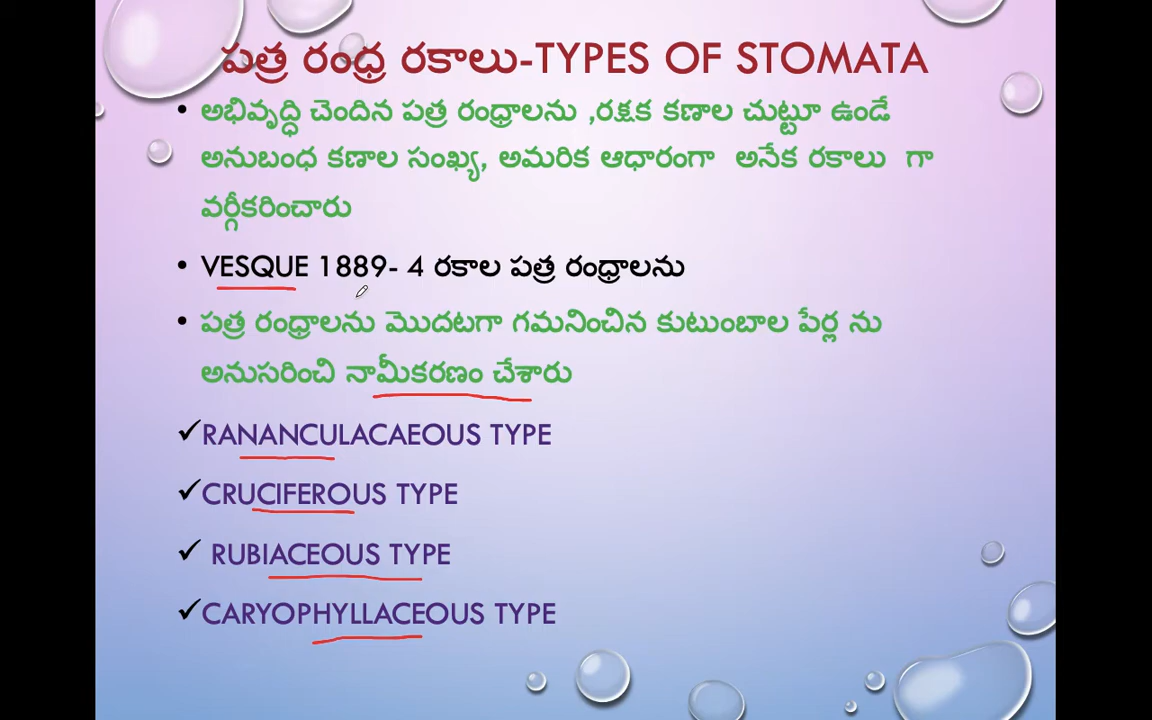 పత్ర రంధ్ర రకాలు-TYPES OF STOMATA
• అభివృద్ధి చెందిన పత్ర రంధ్రాలను ,రక్షక కణాల చుట్టూ ఉండే
అనుబంధ కణాల సంఖ్య, అమరిక ఆధారంగా అనేక రకాలు గా
వర్గీకరించారు
• VESQUE 1889- 4 రకాల పత్ర రంధ్రాలను
• పత్ర రంధ్రాలను మొదటగా గమనించిన కుటుంబాల పేర్ల ను
అనుసరించి నామీకరణం చేశారు
✓RANANCULACAEOUS TYPE
✓CRUCIFEROUS TYPE
✓ RUBIACEOUS TYPE
✓CARYOPHYLLACEOUS TYPE